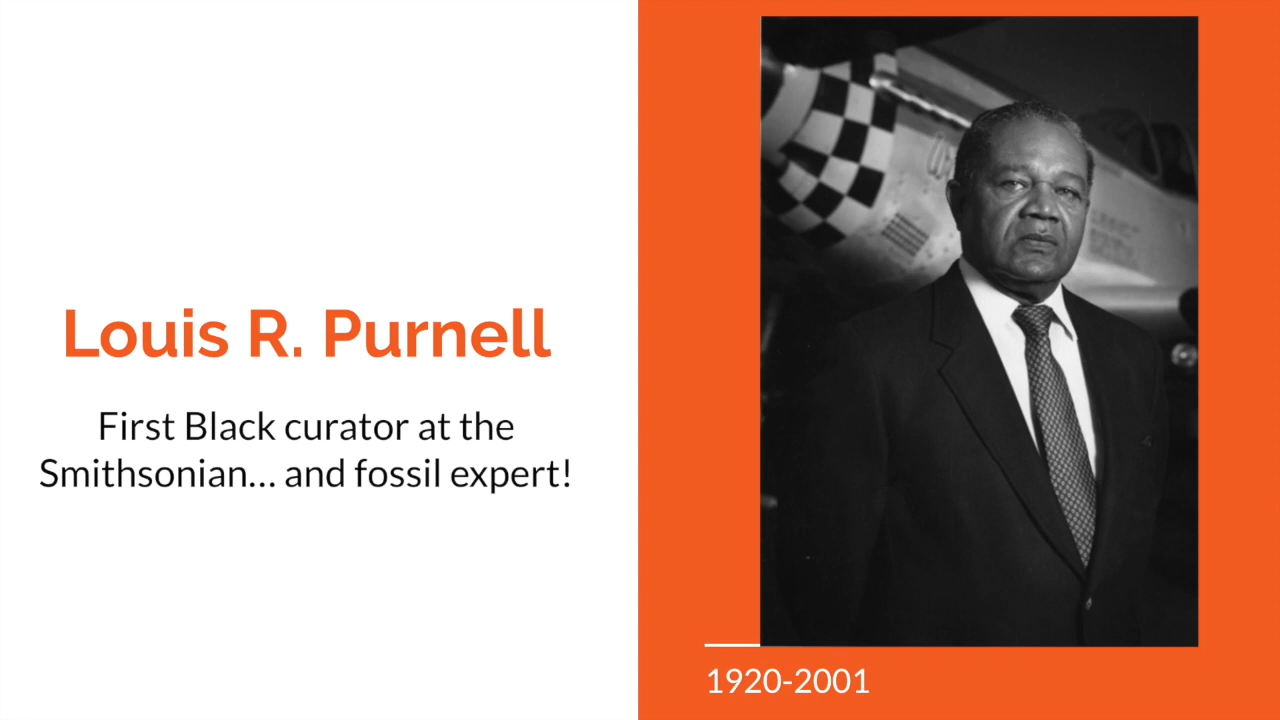 Louis R. Purnell
First Black curator at the
Smithsonian... and fossil expert!
1920-2001